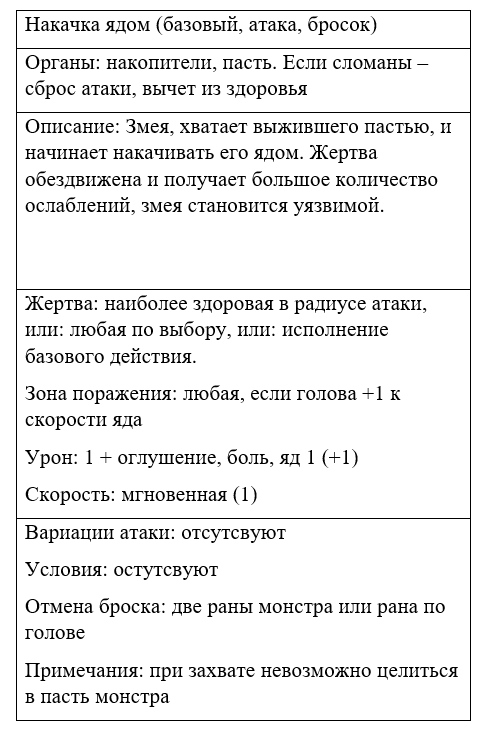 Накачка ядом (базовый, атака, бросок)
Органы: накопители, пасть. Если сломаны –
сброс атаки, вычет из здоровья
Описание: Змея, хватает выжившего пастью, и
начинает накачивать его ядом. Жертва
обездвижена и получает большое количество
ослаблений, змея становится уязвимой.
Жертва: наиболее здоровая в радиусе атаки,
или: любая по выбору, или: исполнение
базового действия.
Зона поражения: любая, если голова +1 к
скорости яда
Урон: 1 + оглушение, боль, яд 1 (+1)
Скорость: мгновенная (1)
Вариации атаки: отсутсвуют
Условия: остутсвуют
Отмена броска: две раны монстра или рана по
голове
Примечания: при захвате невозможно целиться
в пасть монстра